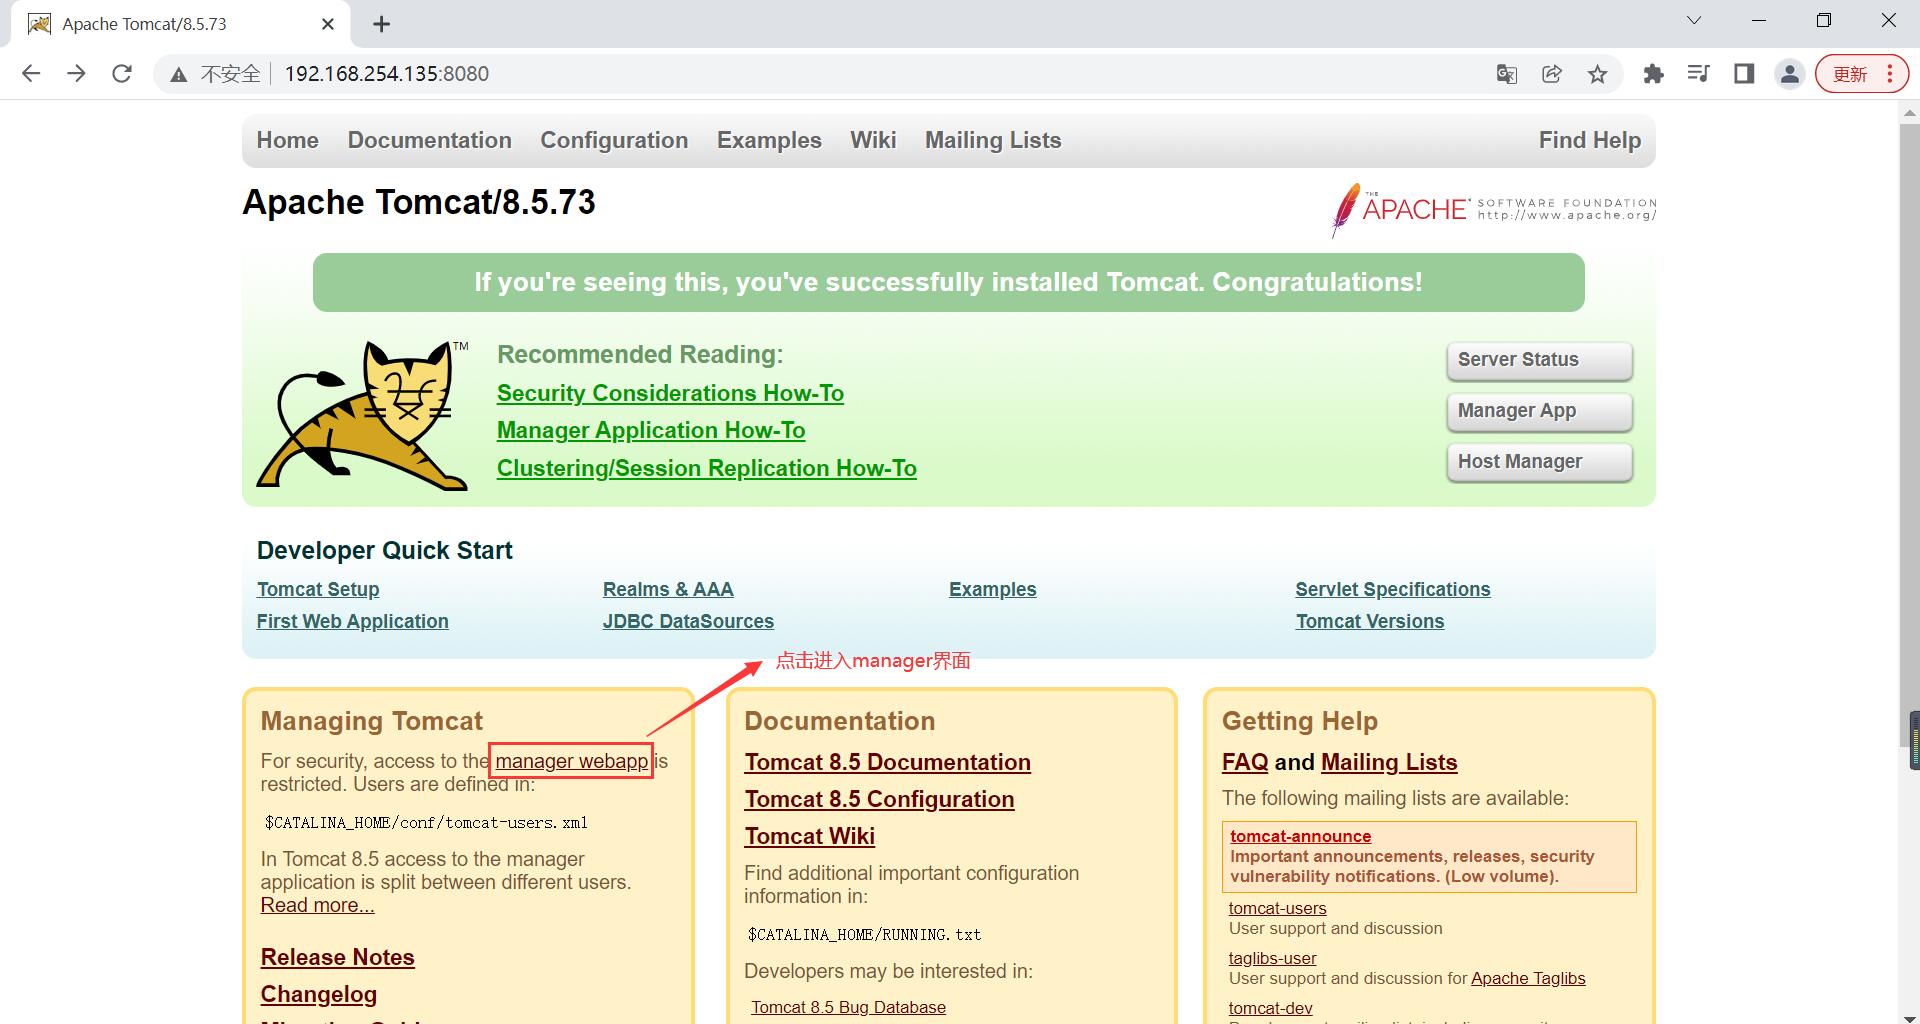 Apache Tomcat/8.5.73
不安全 192.168.254.135:8080
更新
Home Documentation Configuration Examples Wiki Mailing Lists Find Help
Apache Tomcat/8.5.73
THE APACHE SOFTWARE FOUNDATION
http://www.apache.org/
If you're seeing this, you've successfully installed Tomcat. Congratulations!
TM
Recommended Reading:
Security Considerations How-To
Manager Application How-To
Clustering/Session Replication How-To
Server Status
Manager App
Host Manager
Developer Quick Start
Tomcat Setup
First Web Application
Realms & AAA
JDBC DataSources
Examples
Servlet Specifications
Tomcat Versions
点击进入manager界面
Managing Tomcat
For security, access to the manager webapp is
restricted. Users are defined in:
$CATALINA_HOME/conf/tomcat-users.xml
In Tomcat 8.5 access to the manager
application is split between different users.
Read more...
Release Notes
Changelog
Documentation
Tomcat 8.5 Documentation
Tomcat 8.5 Configuration
Tomcat Wiki
Find additional important configuration
information in:
$CATALINA_HOME/RUNNING.txt
Developers may be interested in:
Tomcat 8.5 Bug Database
Getting Help
FAQ and Mailing Lists
The following mailing lists are available:
tomcat-announce
Important announcements, releases, security
vulnerability notifications. (Low volume).
tomcat-users
User support and discussion
taglibs-user
User support and discussion for Apache Taglibs
tomcat-dev